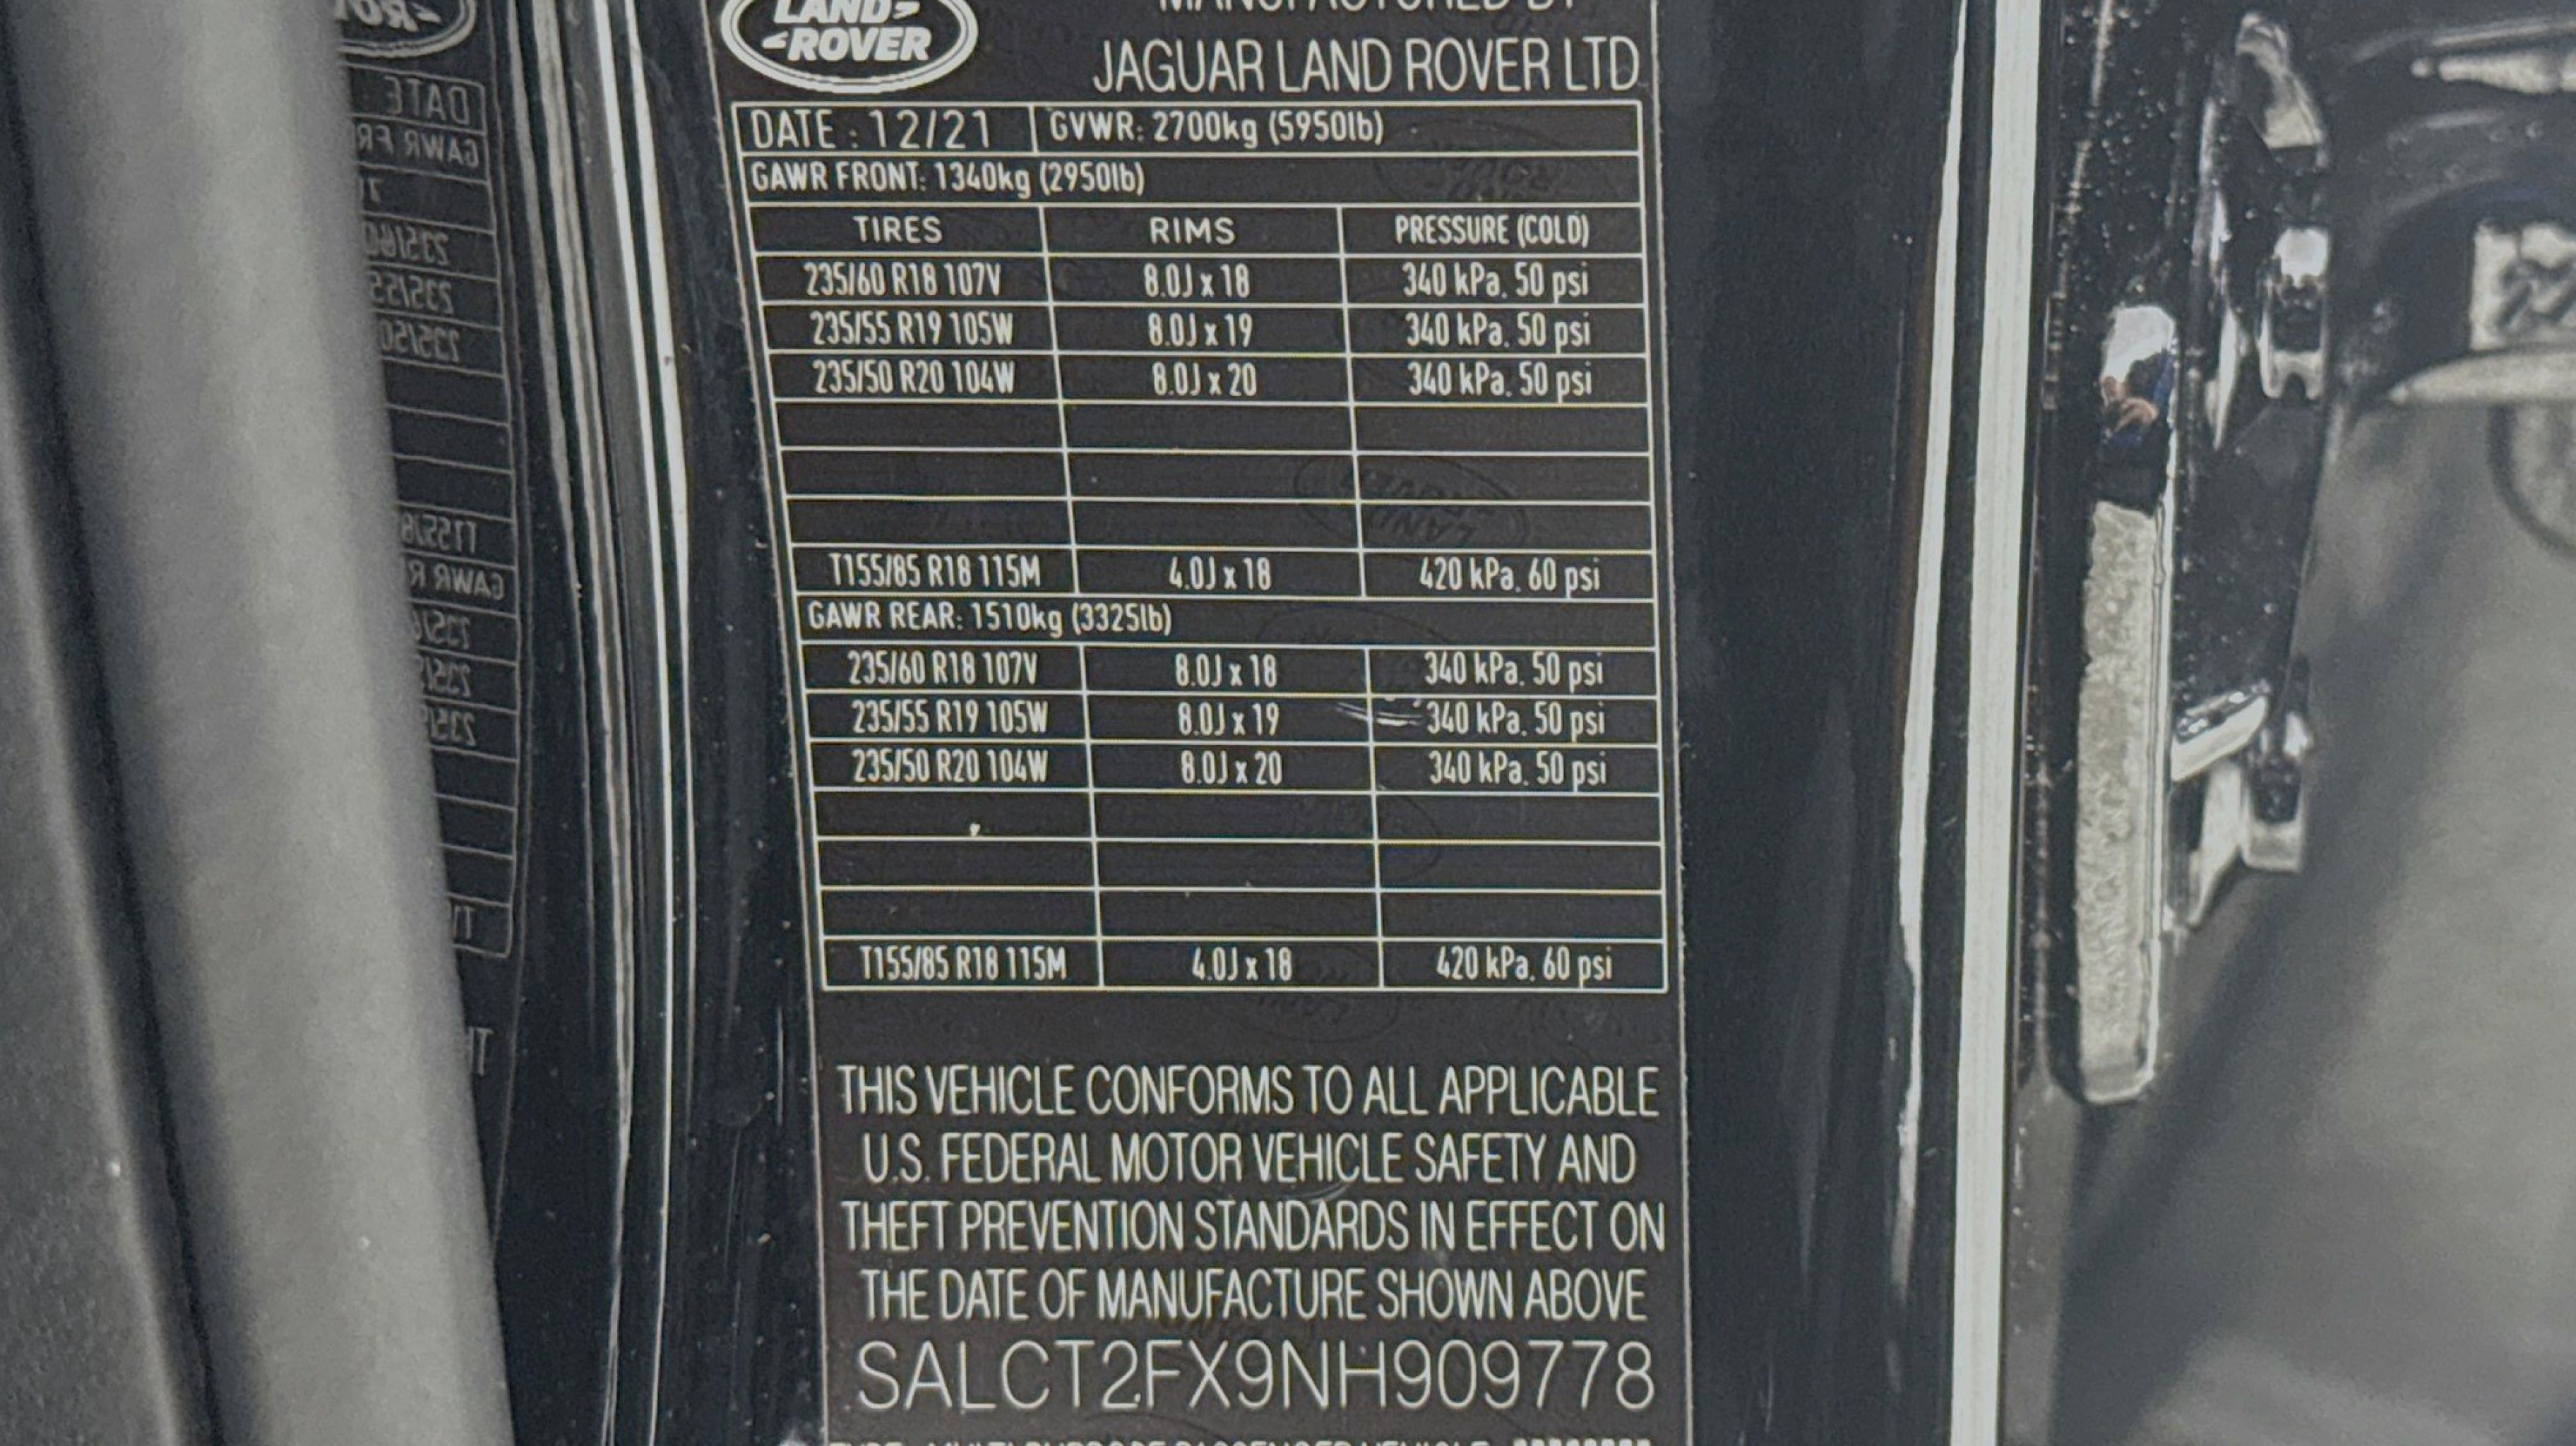 LAND
ROVER
JAGUAR LAND ROVER LTD
DATE : 12/21 GVWR: 2700kg (5950lb)
GAWR FRONT: 1340kg (2950lb)
TIRES RIMS PRESSURE (COLD)
235/60 R18 107V 8.0J x 18 340 kPa, 50 psi
235/55 R19 105W 8.0J x 19 340 kPa, 50 psi
235/50 R20 104W 8.0J x 20 340 kPa, 50 psi
T155/85 R18 115M 4.0J x 18 420 kPa, 60 psi
GAWR REAR: 1510kg (3325lb)
235/60 R18 107V 8.0J x 18 340 kPa, 50 psi
235/55 R19 105W 8.0J x 19 340 kPa, 50 psi
235/50 R20 104W 8.0J x 20 340 kPa, 50 psi
T155/85 R18 115M 4.0J x 18 420 kPa, 60 psi
THIS VEHICLE CONFORMS TO ALL APPLICABLE
U.S. FEDERAL MOTOR VEHICLE SAFETY AND
THEFT PREVENTION STANDARDS IN EFFECT ON
THE DATE OF MANUFACTURE SHOWN ABOVE
SALCT2FX9NH909778